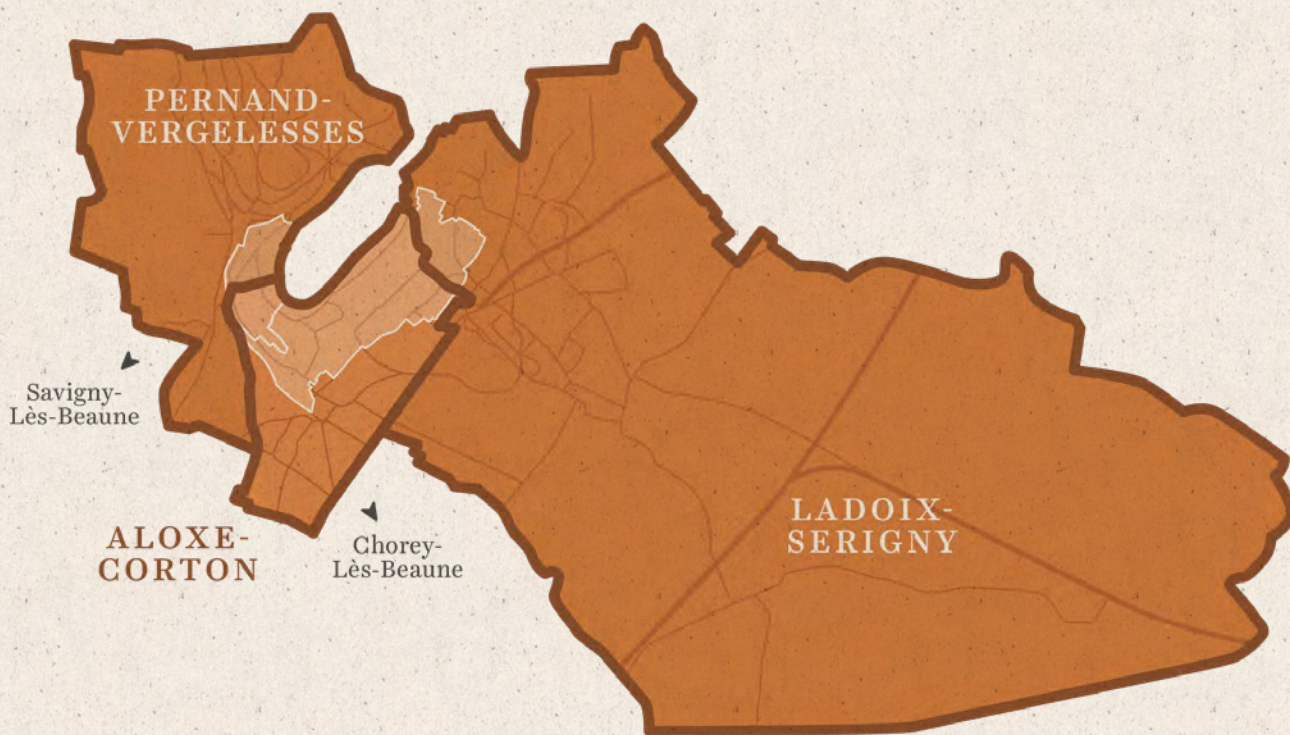 PERNAND-
VERGELESSES
Savigny-
Lès-Beaune
ALOXE-
CORTON
Chorey-
Lès-Beaune
LADOIX-
SERIGNY